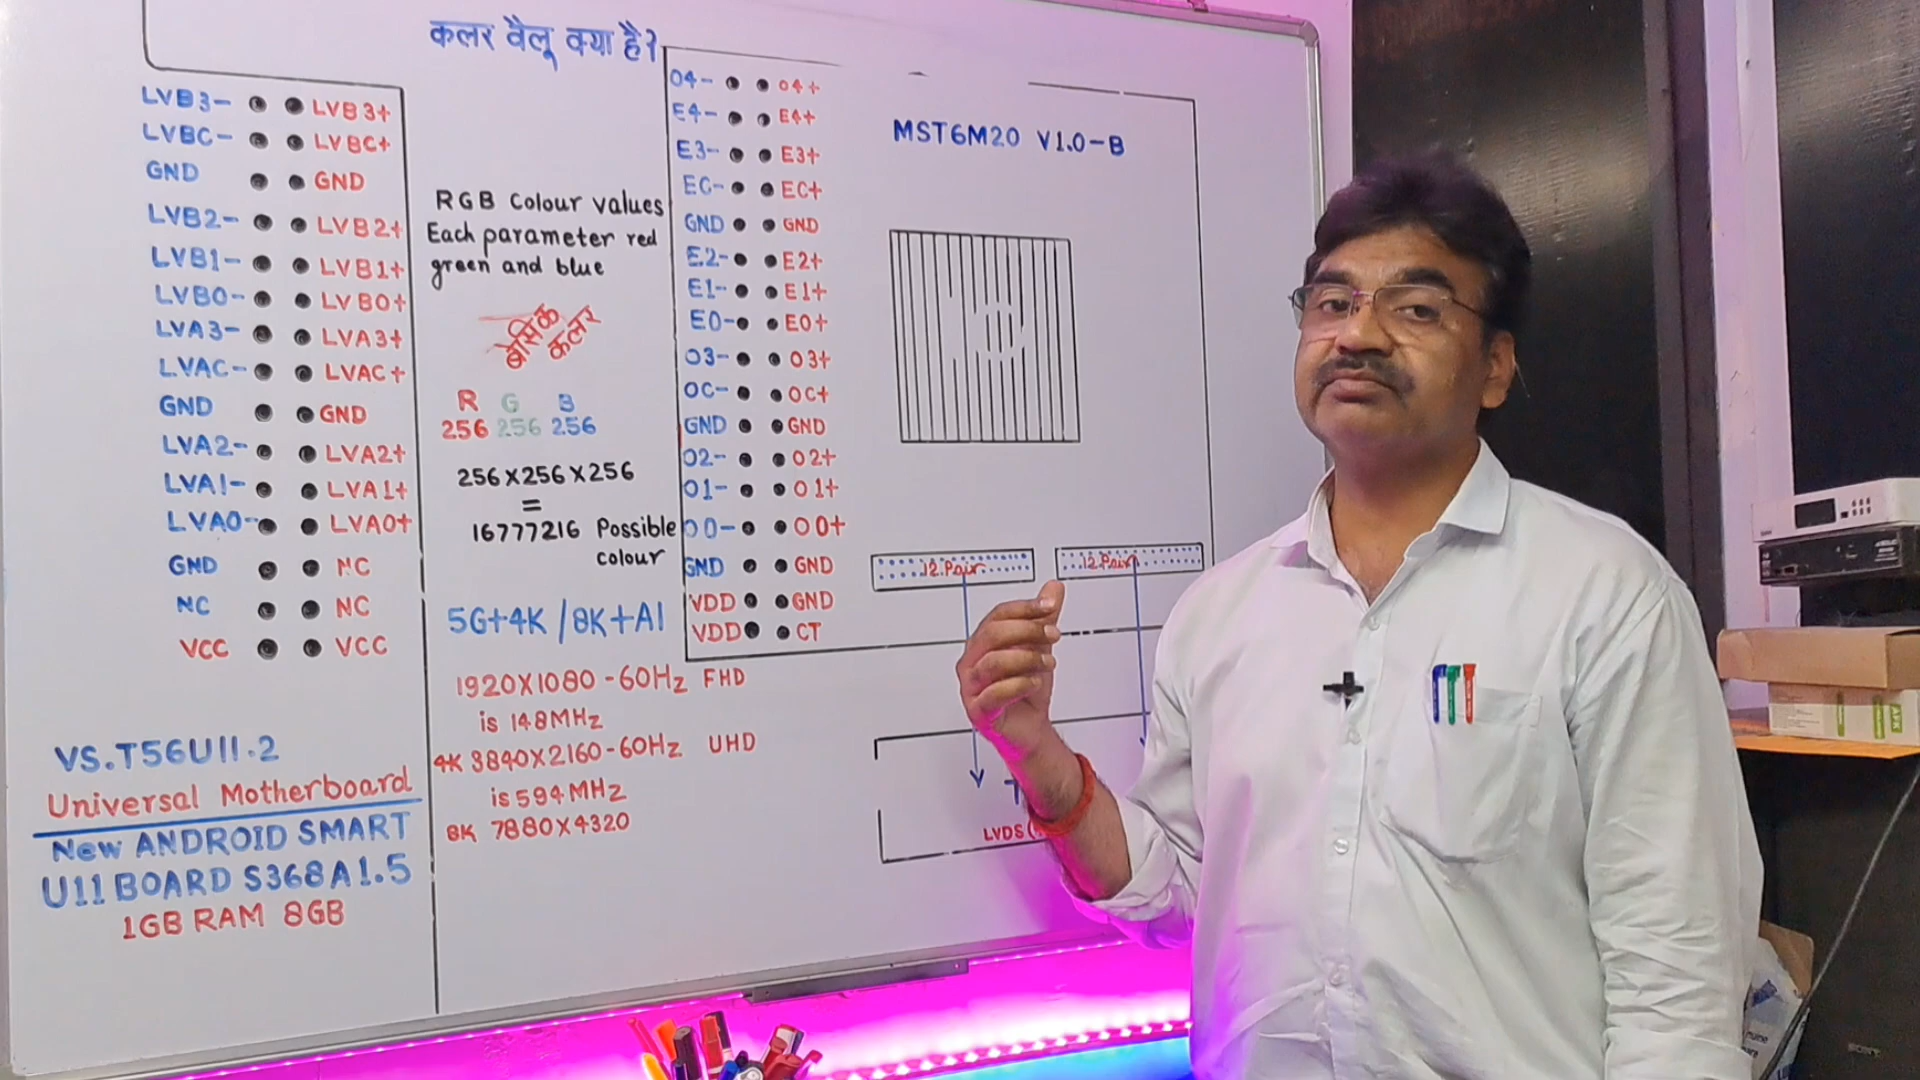 कलर वैलू क्या है?
LVB3- LVB3+
LVBC- LVBC+
GND GND
LVB2- LVB2+
LVB1- LVB1+
LVB0- LVB0+
LVA3- LVA3+
LVAC- LVAC+
GND GND
LVA2- LVA2+
LVA1- LVA1+
LVA0- LVA0+
GND NC
NC NC
VCC VCC
VS.T56U11.2
Universal Motherboard
New ANDROID SMART
U11 BOARD S368A1.5
1GB RAM 8GB
RGB Colour values
Each parameter red
green and blue
बेसिक
कलर
R G B
256 256 256
256X256X256
=
16777216 Possible
colour
5G+4K/8K+AI
1920X1080-60Hz FHD
is 148MHz
4K 3840X2160-60Hz UHD
is 594MHz
8K 7880X4320
O4- O4+
E4- E4+
E3- E3+
EC- EC+
GND GND
E2- E2+
E1- E1+
E0- E0+
O3- O3+
OC- OC+
GND GND
O2- O2+
O1- O1+
O0- O0+
GND GND
VDD GND
VDD CT
MST6M20 V1.0-B
12.Pair 12.Pair
LVDS